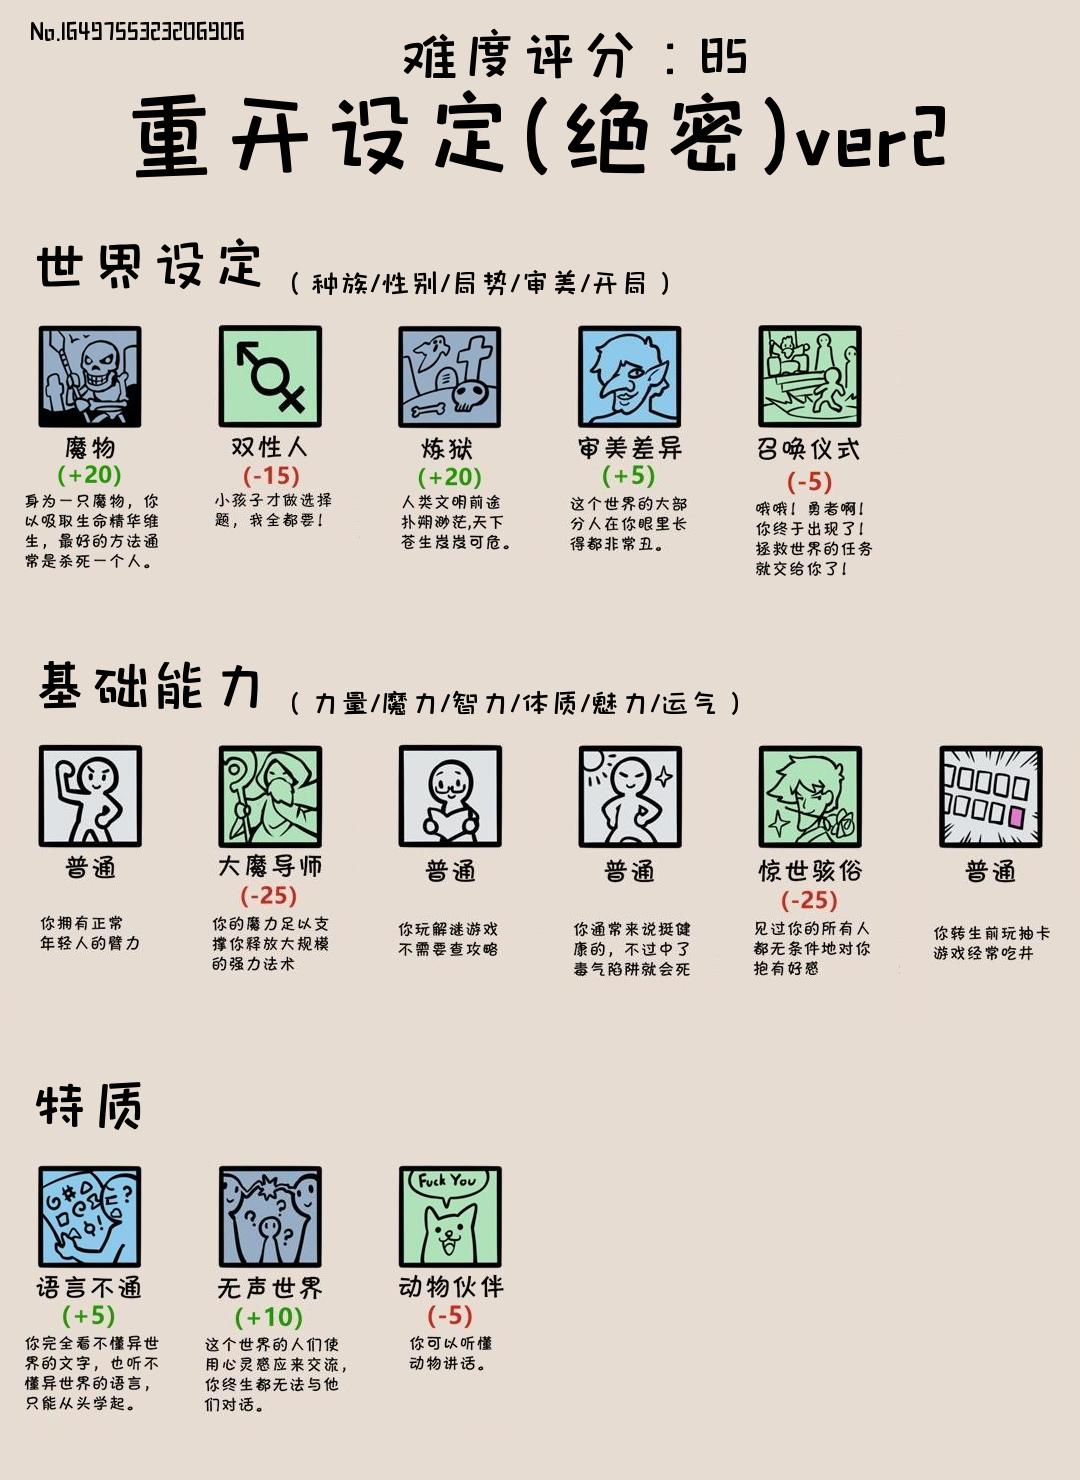 No.1649755323206906
难度评分：85
重开设定(绝密)ver2
世界设定（种族/性别/局势/审美/开局）
魔物 双性人 炼狱 审美差异 召唤仪式
(+20) (-15) (+20) (+5) (-5)
身为一只魔物，你
以吸取生命精华维
生，最好的方法通
常是杀死一个人。
小孩子才做选择
题，我全都要！
人类文明前途
扑朔渺茫,天下
苍生岌岌可危。
这个世界的大部
分人在你眼里长
得都非常丑。
哦哦！勇者啊！
你终于出现了！
拯救世界的任务
就交给你了！
基础能力（力量/魔力/智力/体质/魅力/运气）
普通 大魔导师 普通 普通 惊世骇俗 普通
(-25) (-25)
你拥有正常
年轻人的臂力
你的魔力足以支
撑你释放大规模
的强力法术
你玩解谜游戏
不需要查攻略
你通常来说挺健
康的，不过中了
毒气陷阱就会死
见过你的所有人
都无条件地对你
抱有好感
你转生前玩抽卡
游戏经常吃井
特质
Fuck You
语言不通 无声世界 动物伙伴
(+5) (+10) (-5)
你完全看不懂异世
界的文字，也听不
懂异世界的语言，
只能从头学起。
这个世界的人们使
用心灵感应来交流，
你终生都无法与他
们对话。
你可以听懂
动物讲话。